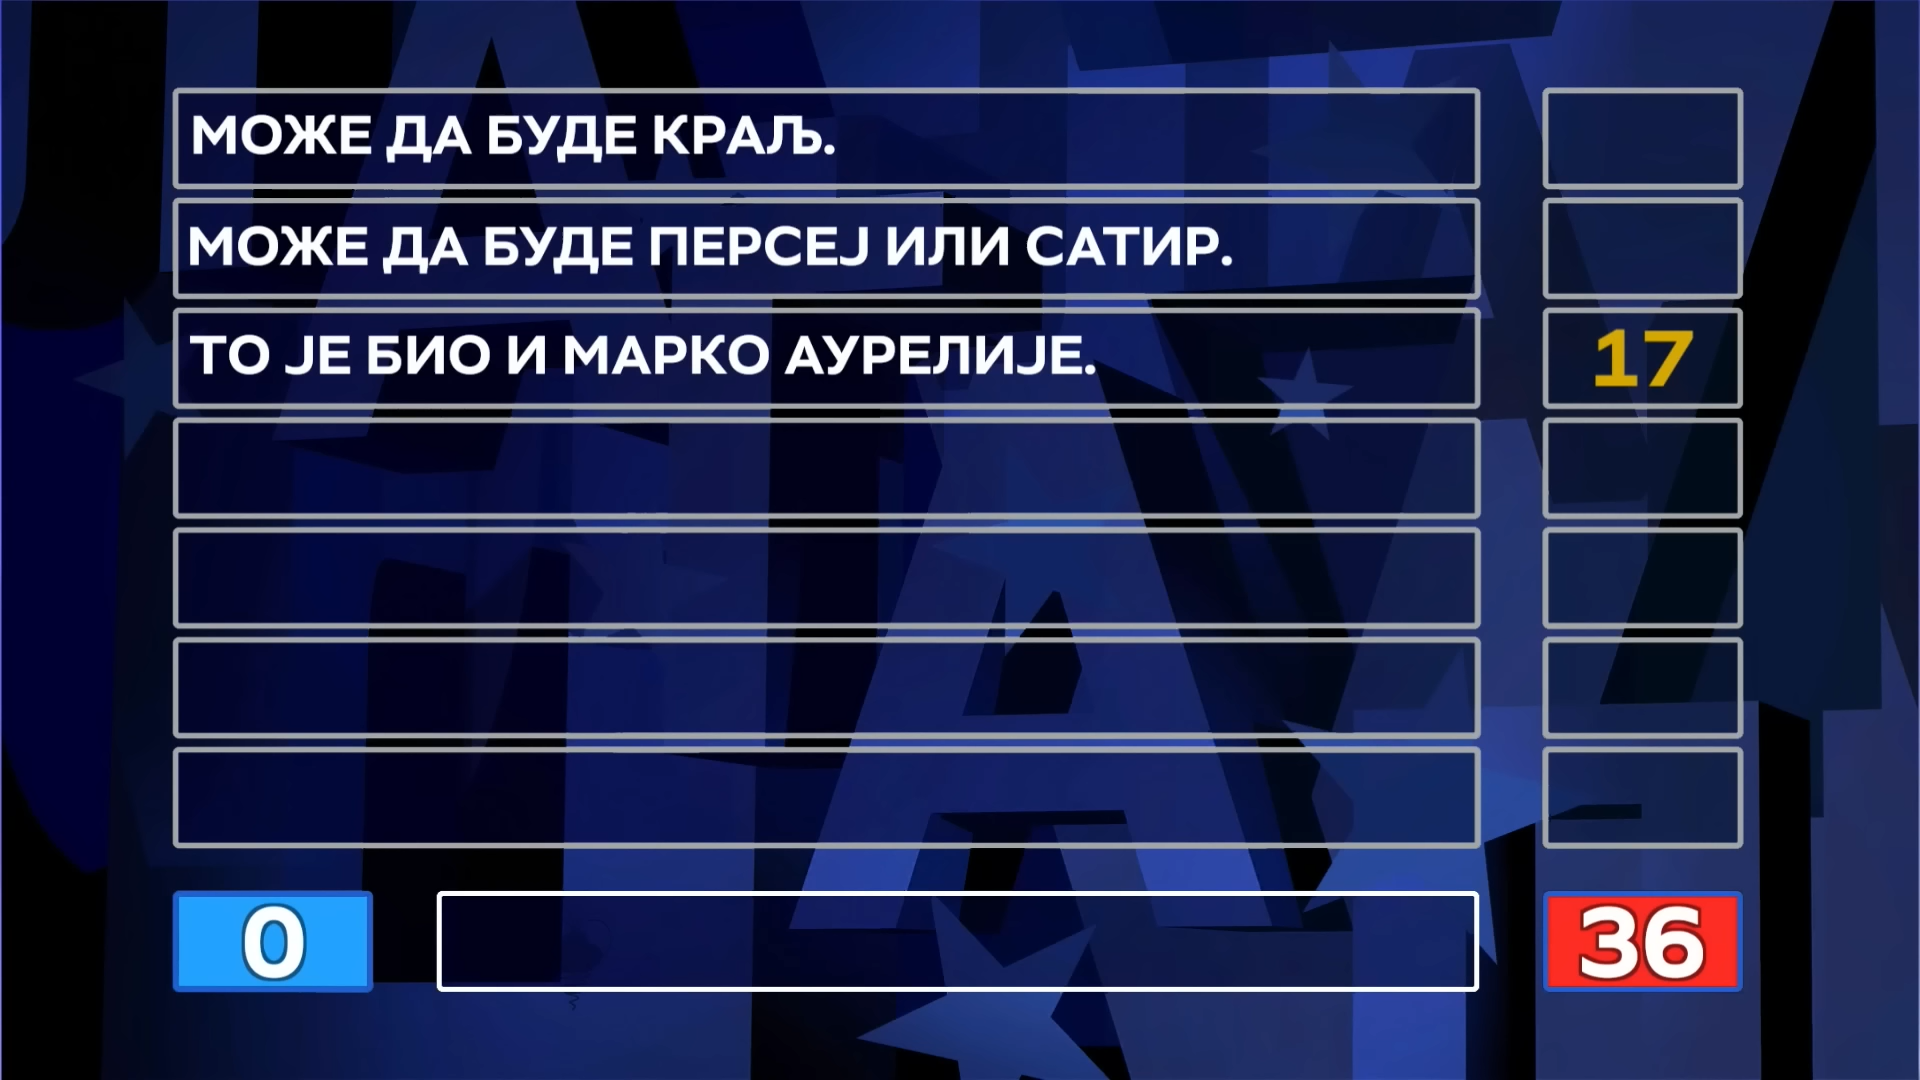 МОЖЕ ДА БУДЕ КРАЉ.
МОЖЕ ДА БУДЕ ПЕРСЕЈ ИЛИ САТИР.
ТО ЈЕ БИО И МАРКО АУРЕЛИЈЕ.
17
0
36